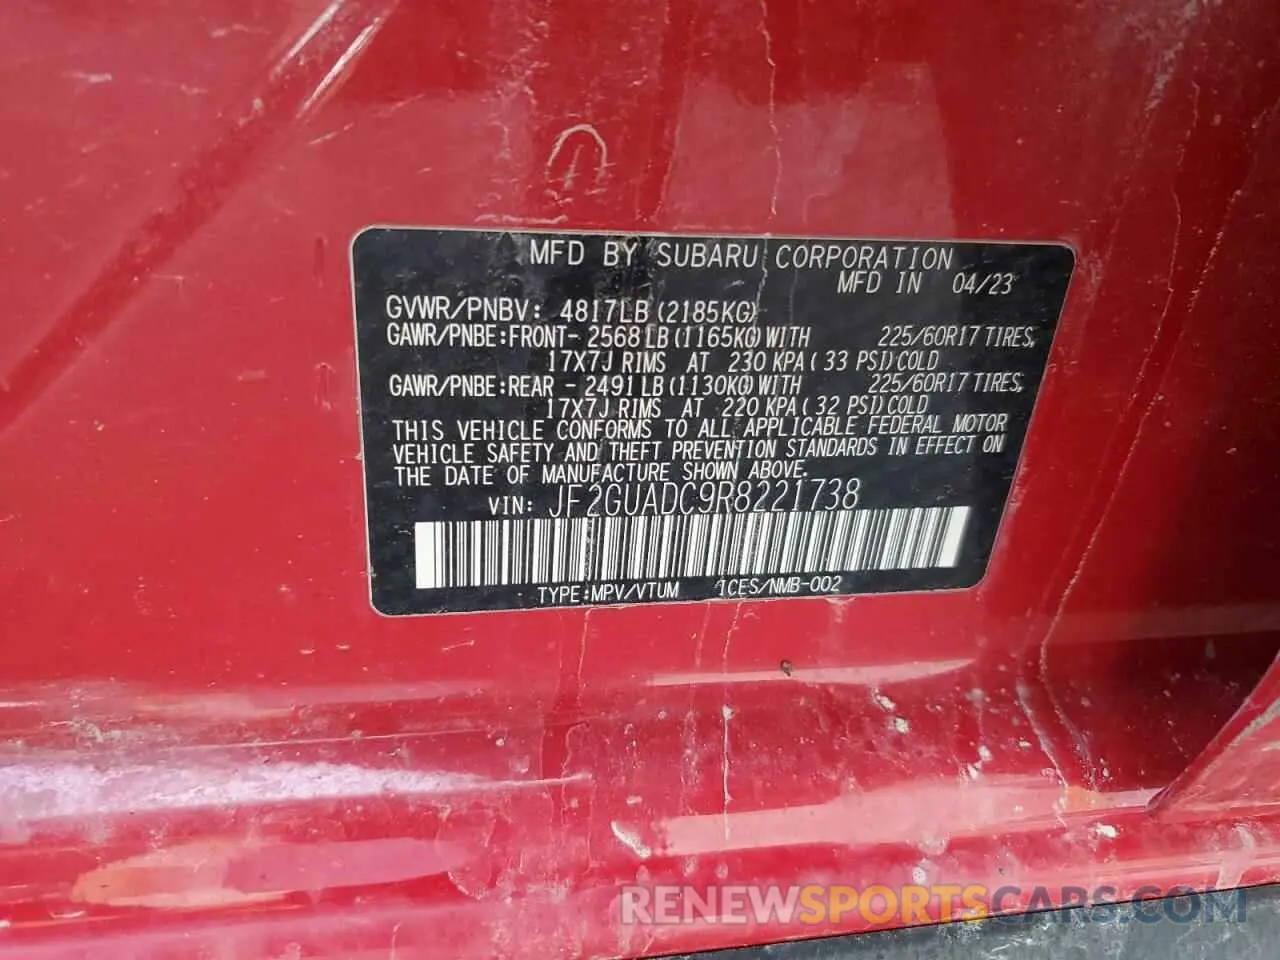 MFD BY SUBARU CORPORATION
MFD IN 04/23
GVWR/PNBV: 4817LB(2185KG)
GAWR/PNBE:FRONT- 2568LB(1165KG)WITH 225/60R17 TIRES,
17X7J RIMS AT 230 KPA( 33 PSI)COLD
GAWR/PNBE:REAR - 2491LB(1130KG)WITH 225/60R17 TIRES,
17X7J RIMS AT 220 KPA( 32 PSI)COLD
THIS VEHICLE CONFORMS TO ALL APPLICABLE FEDERAL MOTOR
VEHICLE SAFETY AND THEFT PREVENTION STANDARDS IN EFFECT ON
THE DATE OF MANUFACTURE SHOWN ABOVE.
VIN: JF2GUADC9R8221738
TYPE:MPV/VTUM ICES/NMB-002
RENEWSPORTSCARS.COM